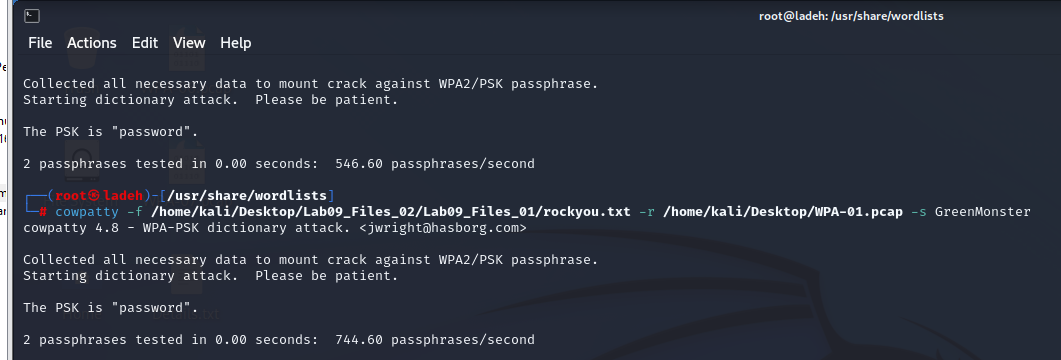 root@ladeh: /usr/share/wordlists
File Actions Edit View Help
Collected all necessary data to mount crack against WPA2/PSK passphrase.
Starting dictionary attack.  Please be patient.
The PSK is "password".
2 passphrases tested in 0.00 seconds:  546.60 passphrases/second
┌──(root㉿ladeh)-[/usr/share/wordlists]
└─# cowpatty -f /home/kali/Desktop/Lab09_Files_02/Lab09_Files_01/rockyou.txt -r /home/kali/Desktop/WPA-01.pcap -s GreenMonster
cowpatty 4.8 - WPA-PSK dictionary attack. <jwright@hasborg.com>
Collected all necessary data to mount crack against WPA2/PSK passphrase.
Starting dictionary attack.  Please be patient.
The PSK is "password".
2 passphrases tested in 0.00 seconds:  744.60 passphrases/second